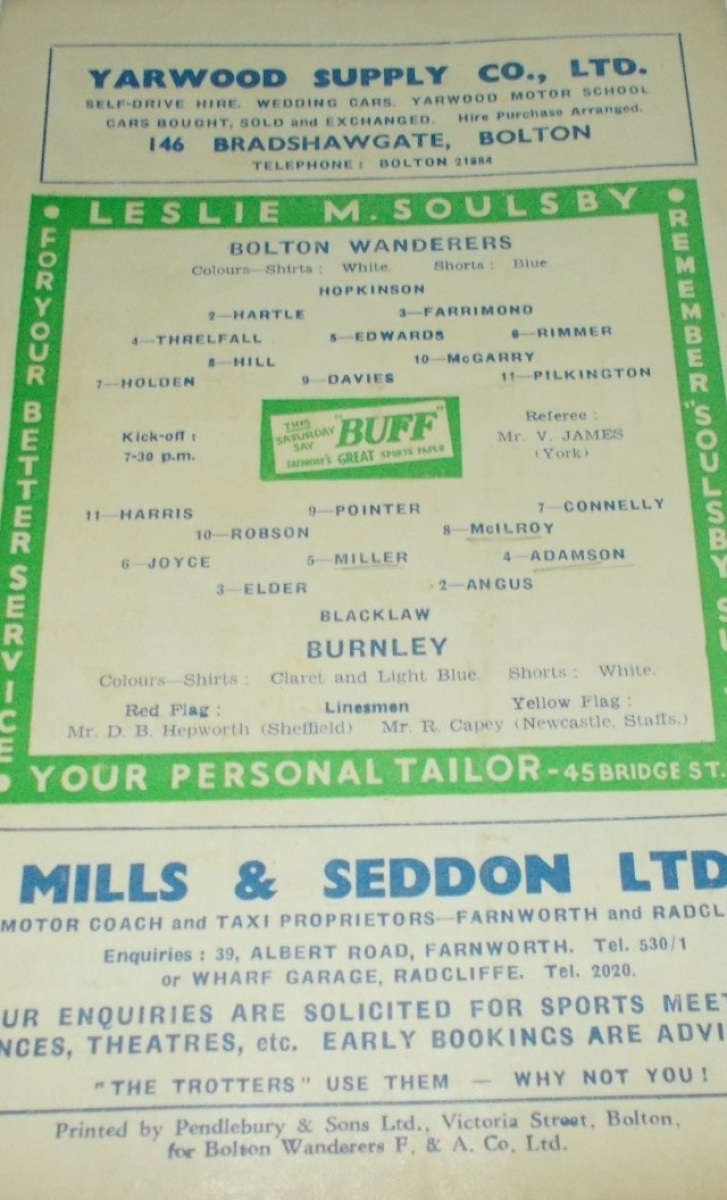 YARWOOD SUPPLY CO., LTD.
SELF-DRIVE HIRE. WEDDING CARS. YARWOOD MOTOR SCHOOL
CARS BOUGHT, SOLD and EXCHANGED. Hire Purchase Arranged.
146 BRADSHAWGATE, BOLTON
TELEPHONE : BOLTON 21884
• LESLIE M. SOULSBY •
FOR YOUR BETTER SERVICE
REMEMBER "SOULSBY SU
BOLTON WANDERERS
Colours—Shirts : White. Shorts : Blue
HOPKINSON
2—HARTLE 3—FARRIMOND
4—THRELFALL 5—EDWARDS 6—RIMMER
8—HILL 10—McGARRY
7—HOLDEN 9—DAVIES 11—PILKINGTON
Kick-off :
7-30 p.m.
THIS
SATURDAY
SAY
"BUFF"
SATURDAY'S GREAT SPORTS PAPER
Referee :
Mr. V. JAMES
(York)
11—HARRIS 9—POINTER 7—CONNELLY
10—ROBSON 8—McILROY
6—JOYCE 5—MILLER 4—ADAMSON
3—ELDER 2—ANGUS
BLACKLAW
BURNLEY
Colours—Shirts : Claret and Light Blue. Shorts : White.
Red Flag : Linesmen Yellow Flag :
Mr. D. B. Hepworth (Sheffield) Mr. R. Capey (Newcastle, Staffs.)
YOUR PERSONAL TAILOR - 45 BRIDGE ST.
MILLS & SEDDON LTD
MOTOR COACH and TAXI PROPRIETORS—FARNWORTH and RADCL
Enquiries : 39, ALBERT ROAD, FARNWORTH. Tel. 530/1
or WHARF GARAGE, RADCLIFFE. Tel. 2020.
UR ENQUIRIES ARE SOLICITED FOR SPORTS MEET
NCES, THEATRES, etc. EARLY BOOKINGS ARE ADVI
"THE TROTTERS" USE THEM — WHY NOT YOU !
Printed by Pendlebury & Sons Ltd., Victoria Street, Bolton,
for Bolton Wanderers F. & A. Co. Ltd.